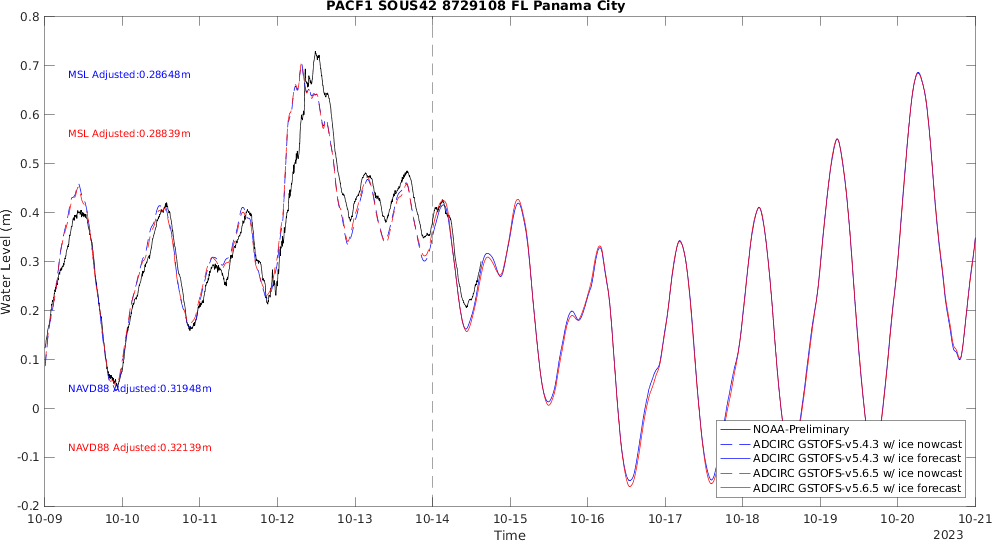 PACF1 SOUS42 8729108 FL Panama City
0.8
0.7
0.6
0.5
0.4
0.3
0.2
0.1
0
-0.1
-0.2
Water Level (m)
MSL Adjusted:0.28648m
MSL Adjusted:0.28839m
NAVD88 Adjusted:0.31948m
NAVD88 Adjusted:0.32139m
NOAA-Preliminary
ADCIRC GSTOFS-v5.4.3 w/ ice nowcast
ADCIRC GSTOFS-v5.4.3 w/ ice forecast
ADCIRC GSTOFS-v5.6.5 w/ ice nowcast
ADCIRC GSTOFS-v5.6.5 w/ ice forecast
10-09 10-10 10-11 10-12 10-13 10-14 10-15 10-16 10-17 10-18 10-19 10-20 10-21
Time
2023